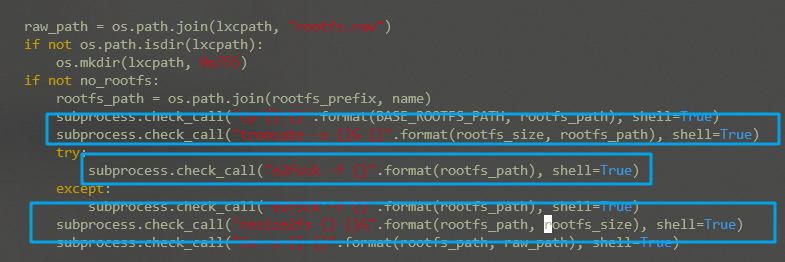 raw_path = os.path.join(lxcpath, "rootfs.raw")
if not os.path.isdir(lxcpath):
os.mkdir(lxcpath, 0o755)
if not no_rootfs:
rootfs_path = os.path.join(rootfs_prefix, name)
subprocess.check_call( .format(BASE_ROOTFS_PATH, rootfs_path), shell=True)
subprocess.check_call("truncate -s {}G {}".format(rootfs_size, rootfs_path), shell=True)
try:
subprocess.check_call("e2fsck -f {}".format(rootfs_path), shell=True)
except:
subprocess.check_call( .format(rootfs_path), shell=True)
subprocess.check_call("resize2fs {} {}G".format(rootfs_path, rootfs_size), shell=True)
subprocess.check_call( .format(rootfs_path, raw_path), shell=True)